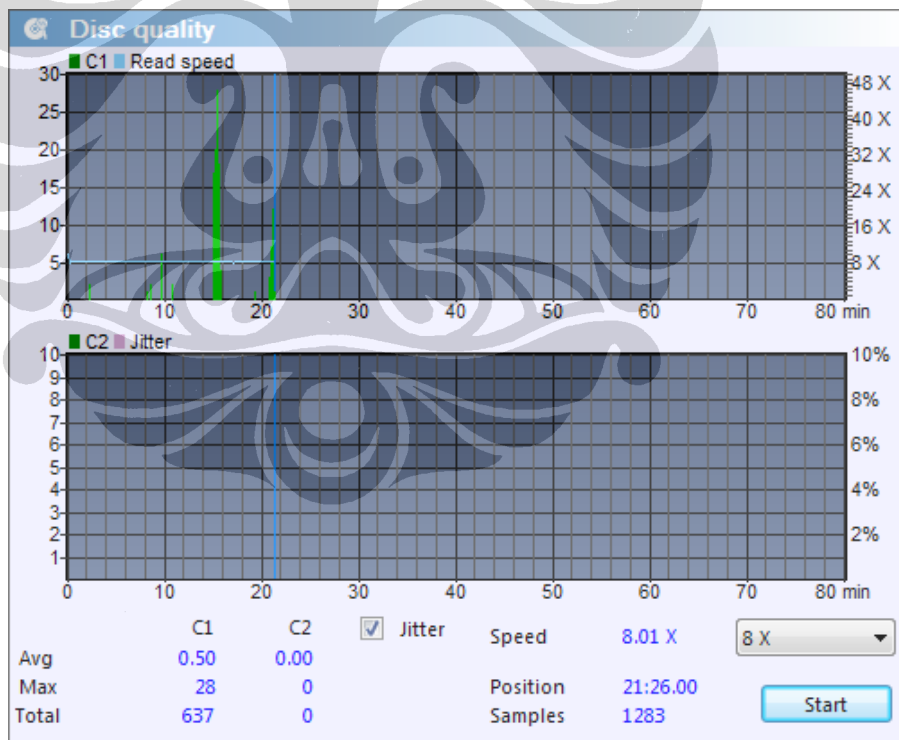 Disc quality
C1 Read speed
30
25
20
15
10
5
48 X
40 X
32 X
24 X
16 X
8 X
0 10 20 30 40 50 60 70 80 min
C2 Jitter
10
9
8
7
6
5
4
3
2
1
10%
8%
6%
4%
2%
0 10 20 30 40 50 60 70 80 min
C1 C2 Jitter Speed 8.01 X 8 X
Avg 0.50 0.00
Max 28 0 Position 21:26.00 Start
Total 637 0 Samples 1283